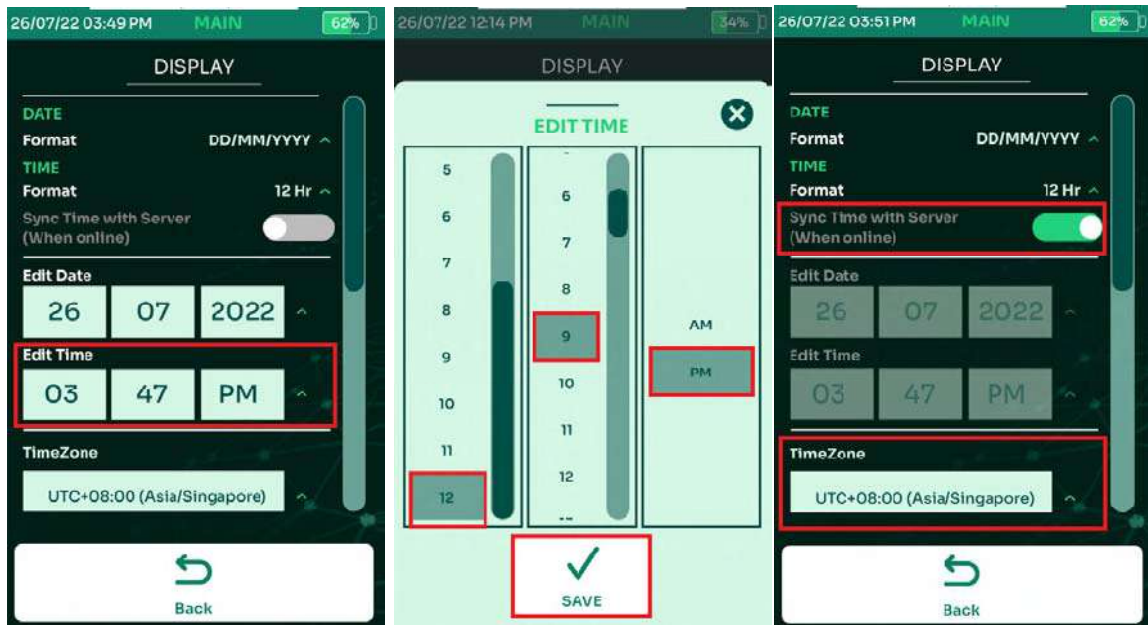 26/07/22 03:49 PM MAIN 62%
DISPLAY
DATE
Format DD/MM/YYYY
TIME
Format 12 Hr
Sync Time with Server
(When online)
Edit Date
26 07 2022
Edit Time
03 47 PM
TimeZone
UTC+08:00 (Asia/Singapore)
Back
26/07/22 12:14 PM MAIN 34%
DISPLAY
EDIT TIME
5
6
7
8
9
10
11
12
6
7
8
9
10
11
12
AM
PM
SAVE
26/07/22 03:51 PM MAIN 62%
DISPLAY
DATE
Format DD/MM/YYYY
TIME
Format 12 Hr
Sync Time with Server
(When online)
Edit Date
26 07 2022
Edit Time
03 47 PM
TimeZone
UTC+08:00 (Asia/Singapore)
Back